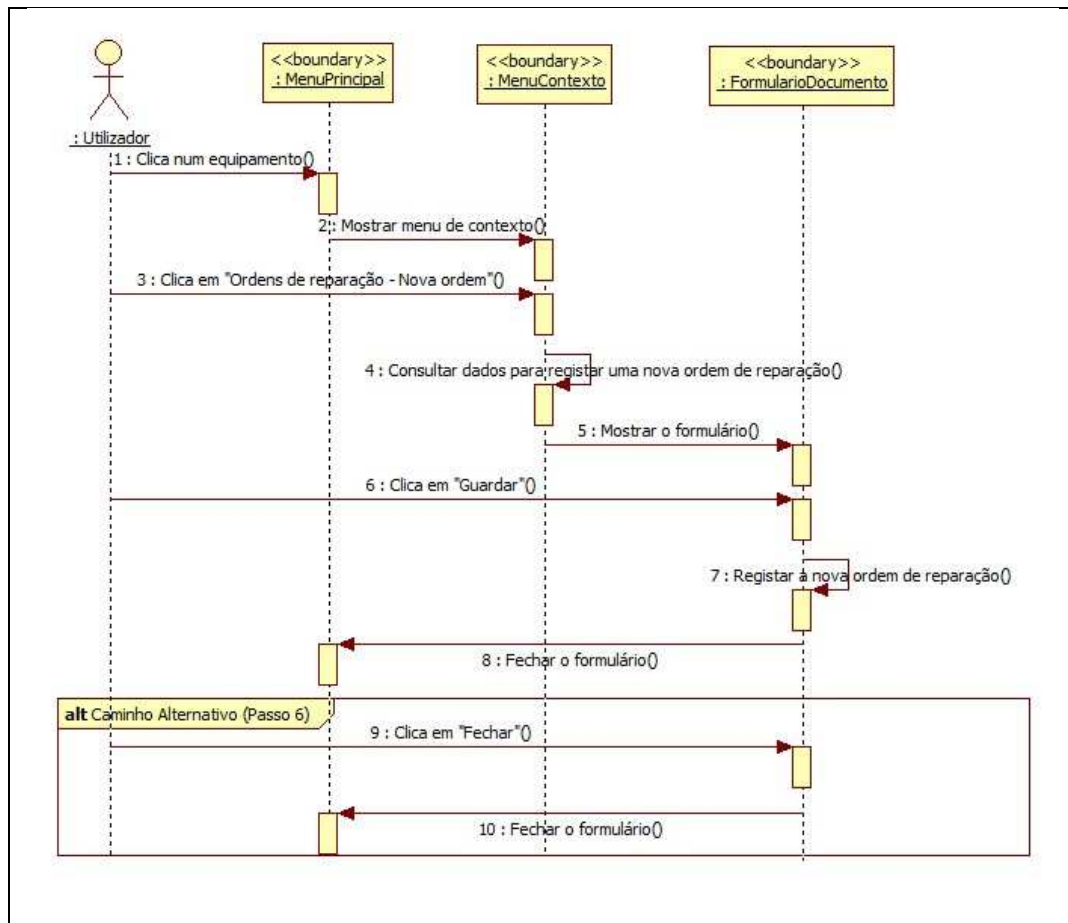 <<boundary>>
: MenuPrincipal
<<boundary>>
: MenuContexto
<<boundary>>
: FormularioDocumento
: Utilizador
1 : Clica num equipamento()
2 : Mostrar menu de contexto()
3 : Clica em "Ordens de reparação - Nova ordem"()
4 : Consultar dados para registar uma nova ordem de reparação()
5 : Mostrar o formulário()
6 : Clica em "Guardar"()
7 : Registar a nova ordem de reparação()
8 : Fechar o formulário()
alt Caminho Alternativo (Passo 6)
9 : Clica em "Fechar"()
10 : Fechar o formulário()